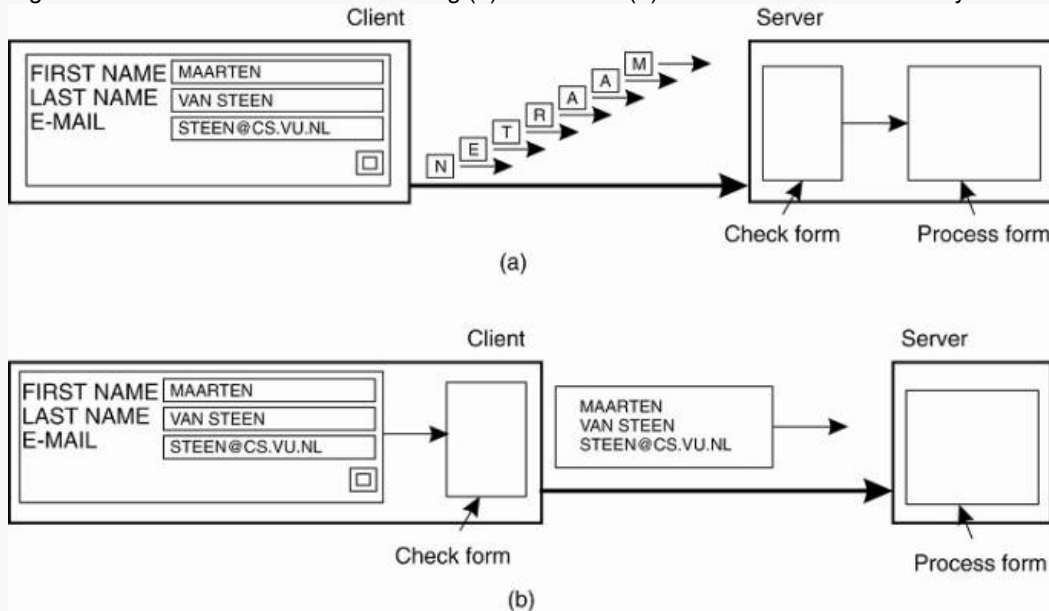 Client Server
FIRST NAME MAARTEN
LAST NAME VAN STEEN
E-MAIL STEEN@CS.VU.NL
N E T R A A M
Check form Process form
(a)
Client Server
FIRST NAME MAARTEN
LAST NAME VAN STEEN
E-MAIL STEEN@CS.VU.NL
MAARTEN
VAN STEEN
STEEN@CS.VU.NL
Check form Process form
(b)